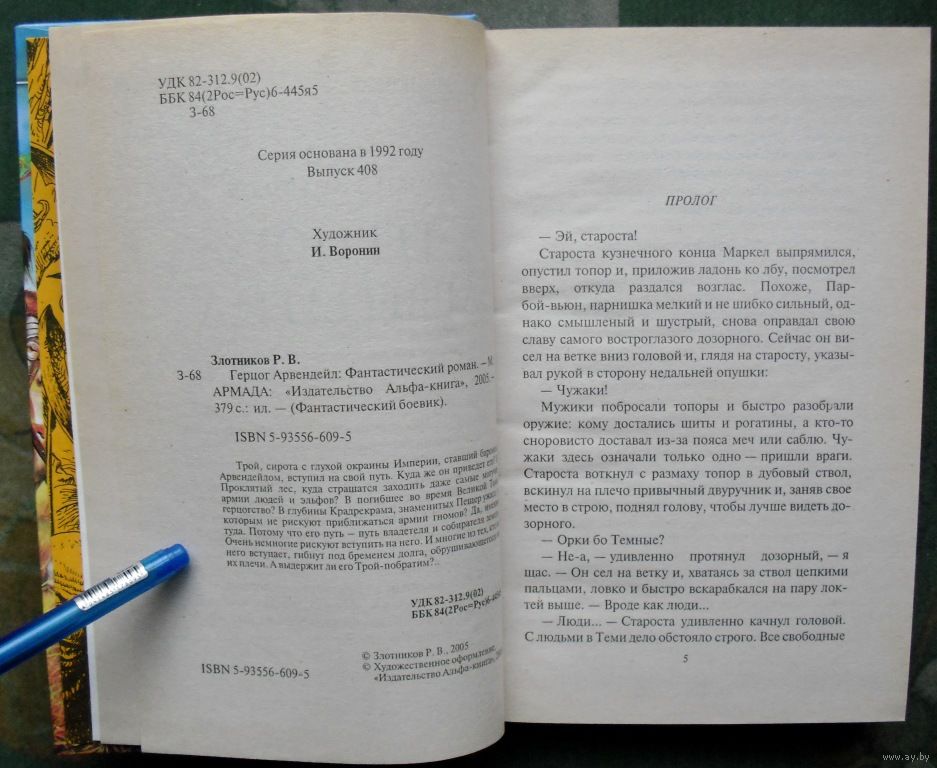 УДК 82-312.9(02)
ББК 84(2Рос=Рус)6-445я5
З-68
Серия основана в 1992 году
Выпуск 408
Художник
И. Воронин
Злотников Р. В.
З-68 Герцог Арвендейл: Фантастический роман. – М.
АРМАДА: «Издательство Альфа-книга», 2005. –
379 с.: ил. — (Фантастический боевик).
ISBN 5-93556-609-5
Трой, сирота с глухой окраины Империи, ставший
Арвендейлом, вступил на свой путь. Куда же он приведет его?
Проклятый лес, куда страшатся заходить даже самые
армии людей и эльфов? В погибшее во время Великой
герцогство? В глубины Крадрекрама, знаменитых Пещер
которым не рискуют приближаться армии гномов? Да,
туда. Потому что его путь — путь владетеля и собирателя
Очень немногие рискуют вступить на него. И многие из тех, кто
него вступает, гибнут под бременем долга, обрушивающегося
их плечи. А выдержит ли его Трой-побратим?..
УДК 82-312.9(02)
ББК 84(2Рос=Рус)6-445я5
© Злотников Р. В., 2005
© Художественное оформление,
«Издательство Альфа-книга»,
ISBN 5-93556-609-5
ПРОЛОГ
— Эй, староста!
Староста кузнечного конца Маркел выпрямился,
опустил топор и, приложив ладонь ко лбу, посмотрел
вверх, откуда раздался возглас. Похоже, Пар-
бой-вьюн, парнишка мелкий и не шибко сильный, од-
нако смышленый и шустрый, снова оправдал свою
славу самого востроглазого дозорного. Сейчас он ви-
сел на ветке вниз головой и, глядя на старосту, указы-
вал рукой в сторону недальней опушки:
— Чужаки!
Мужики побросали топоры и быстро разобрали
оружие: кому достались щиты и рогатины, а кто-то
сноровисто доставал из-за пояса меч или саблю. Чу-
жаки здесь означали только одно — пришли враги.
Староста воткнул с размаху топор в дубовый ствол,
вскинул на плечо привычный двуручник и, заняв свое
место в строю, поднял голову, чтобы лучше видеть до-
зорного.
— Орки бо Темные?
— Не-а, — удивленно протянул дозорный, — я
щас. — Он сел на ветку и, хватаясь за ствол цепкими
пальцами, ловко и быстро вскарабкался на пару лок-
тей выше. — Вроде как люди...
— Люди... — Староста удивленно качнул головой.
С людьми в Теми дело обстояло строго. Все свободные
5
www.ay.by